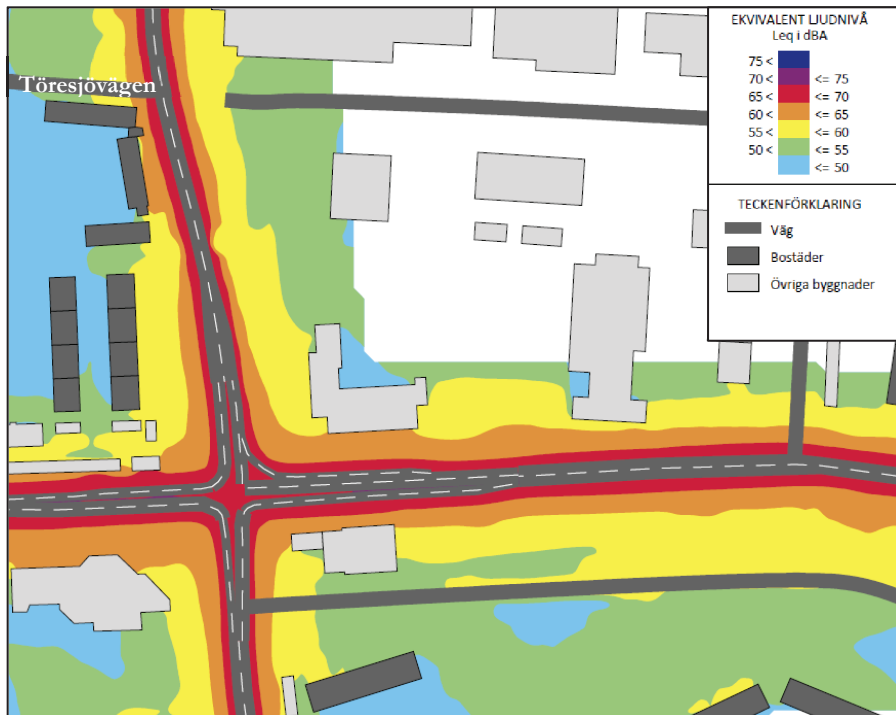 Töresjövägen
EKVIVALENT LJUDNIVÅ
Leq i dBA
75 <
70 < <= 75
65 < <= 70
60 < <= 65
55 < <= 60
50 < <= 55
<= 50
TECKENFÖRKLARING
Väg
Bostäder
Övriga byggnader